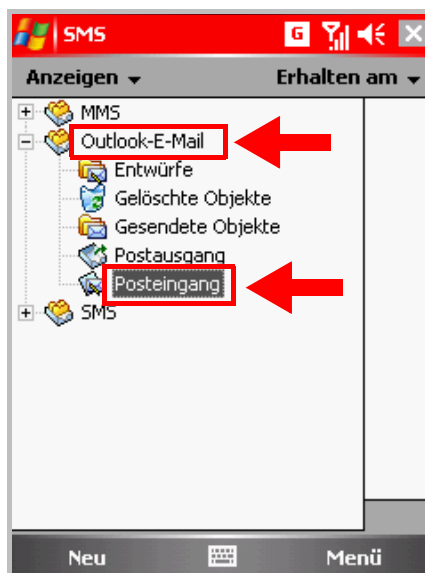 SMS G
Anzeigen Erhalten am
MMS
Outlook-E-Mail
Entwürfe
Gelöschte Objekte
Gesendete Objekte
Postausgang
Posteingang
SMS
Neu Menü